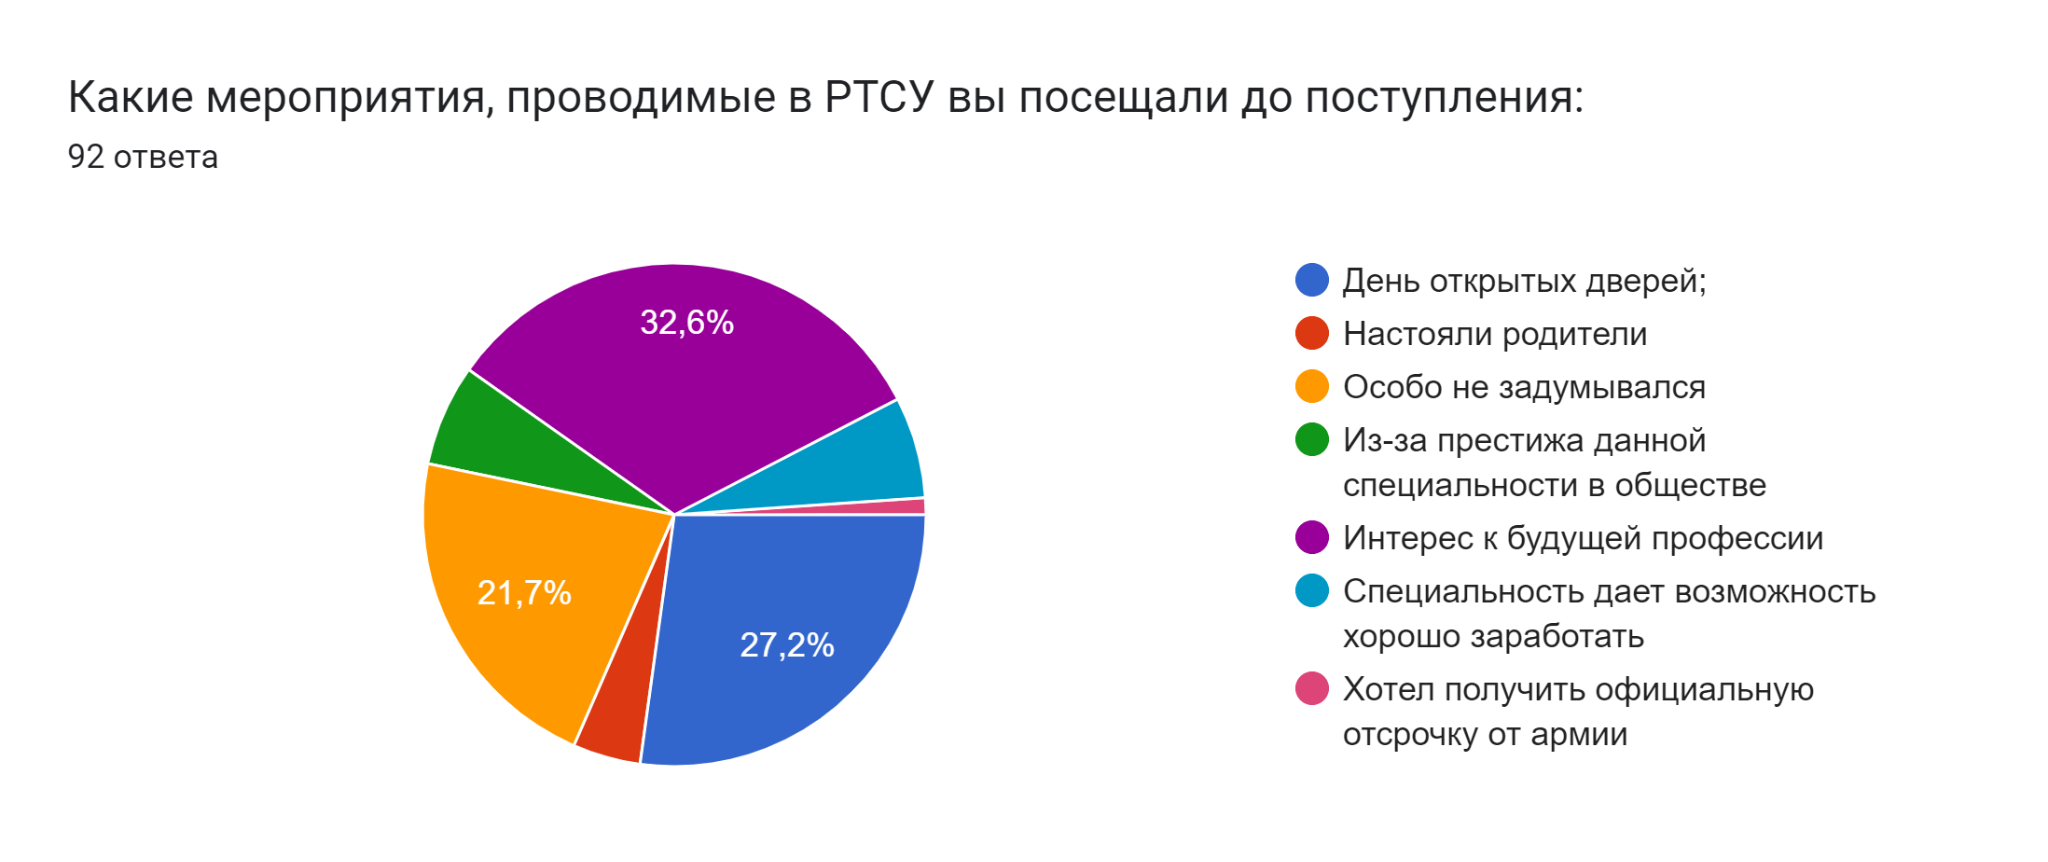 Какие мероприятия, проводимые в РТСУ вы посещали до поступления:
92 ответа
32,6%
21,7%
27,2%
День открытых дверей;
Настояли родители
Особо не задумывался
Из-за престижа данной
специальности в обществе
Интерес к будущей профессии
Специальность дает возможность
хорошо заработать
Хотел получить официальную
отсрочку от армии